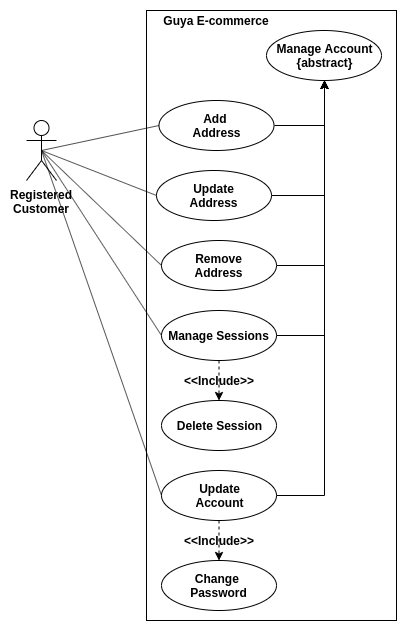 Guya E-commerce
Manage Account
{abstract}
Add
Address
Update
Address
Registered
Customer
Remove
Address
Manage Sessions
<<Include>>
Delete Session
Update
Account
<<Include>>
Change
Password